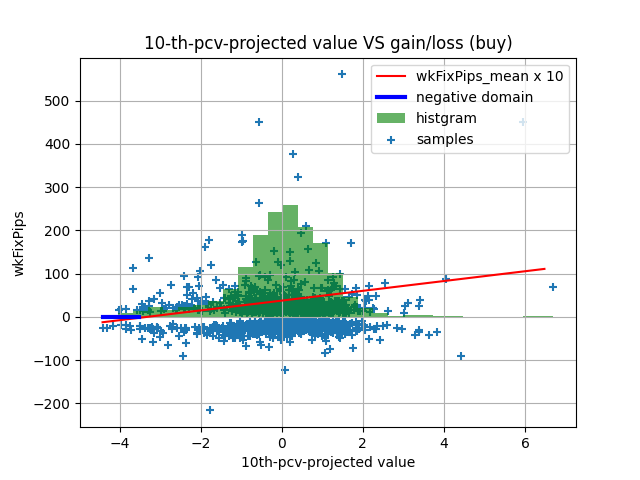 10-th-pcv-projected value VS gain/loss (buy)
wkFixPips_mean x 10
negative domain
histgram
samples
wkFixPips
500
400
300
200
100
0
−100
−200
−4 −2 0 2 4 6
10th-pcv-projected value